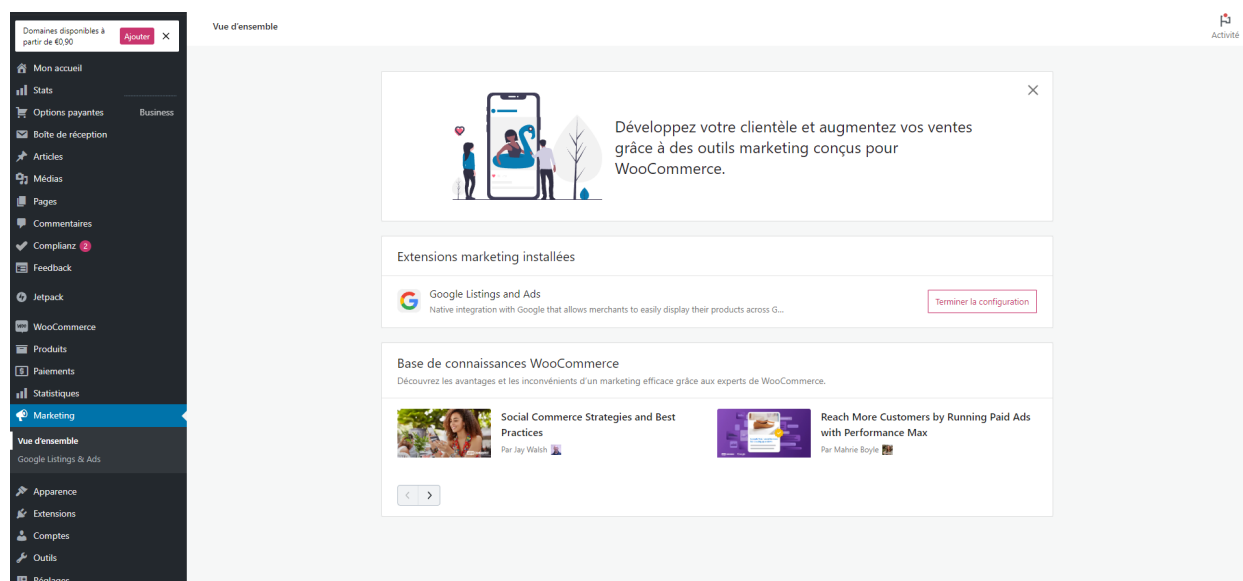 Domaines disponibles à
partir de €0,90
Ajouter
Vue d'ensemble
Activité
Mon accueil
Stats
Options payantes
Business
Boîte de réception
Articles
Médias
Pages
Commentaires
Complianz 2
Feedback
Jetpack
WooCommerce
Produits
Paiements
Statistiques
Marketing
Vue d'ensemble
Google Listings & Ads
Apparence
Extensions
Comptes
Outils
Réglages
Développez votre clientèle et augmentez vos ventes
grâce à des outils marketing conçus pour
WooCommerce.
Extensions marketing installées
Google Listings and Ads
Native integration with Google that allows merchants to easily display their products across G...
Terminer la configuration
Base de connaissances WooCommerce
Découvrez les avantages et les inconvénients d'un marketing efficace grâce aux experts de WooCommerce.
Social Commerce Strategies and Best
Practices
Par Jay Walsh
Reach More Customers by Running Paid Ads
with Performance Max
Par Mahrie Boyle